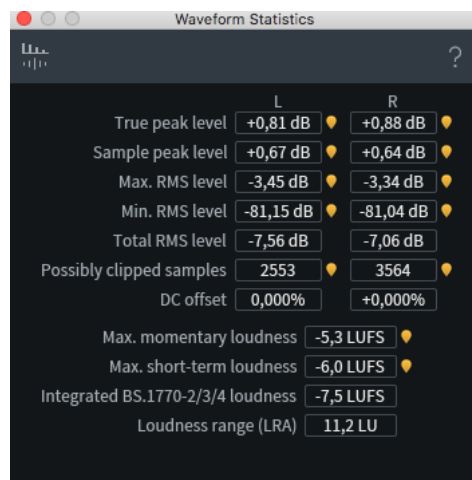 Waveform Statistics
?
L R
True peak level +0,81 dB +0,88 dB
Sample peak level +0,67 dB +0,64 dB
Max. RMS level -3,45 dB -3,34 dB
Min. RMS level -81,15 dB -81,04 dB
Total RMS level -7,56 dB -7,06 dB
Possibly clipped samples 2553 3564
DC offset 0,000% +0,000%
Max. momentary loudness -5,3 LUFS
Max. short-term loudness -6,0 LUFS
Integrated BS.1770-2/3/4 loudness -7,5 LUFS
Loudness range (LRA) 11,2 LU